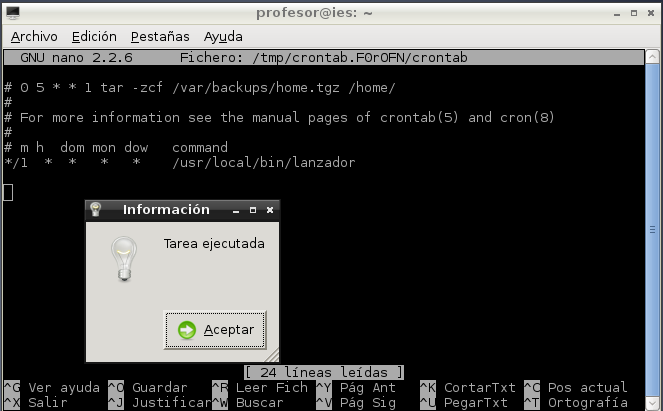 profesor@ies: ~
Archivo Edición Pestañas Ayuda
GNU nano 2.2.6 Fichero: /tmp/crontab.F0rOFN/crontab
# 0 5 * * 1 tar -zcf /var/backups/home.tgz /home/
#
# For more information see the manual pages of crontab(5) and cron(8)
#
# m h dom mon dow command
*/1 * * * * /usr/local/bin/lanzador
Información
Tarea ejecutada
Aceptar
[ 24 líneas leídas ]
^G Ver ayuda ^O Guardar ^R Leer Fich ^Y Pág Ant ^K CortarTxt ^C Pos actual
^X Salir ^J Justificar ^W Buscar ^V Pág Sig ^U PegarTxt ^T Ortografía